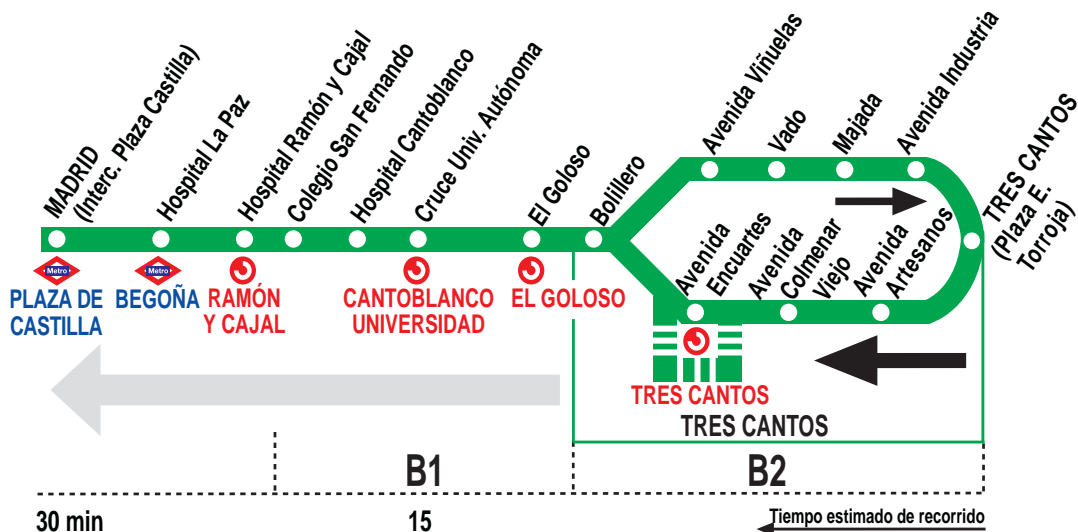 MADRID
(Interc. Plaza Castilla)
Hospital La Paz
Hospital Ramón y Cajal
Colegio San Fernando
Hospital Cantoblanco
Cruce Univ. Autónoma
El Goloso
Bolillero
Avenida Viñuelas
Vado
Majada
Avenida Industria
TRES CANTOS
(Plaza E.
Torroja)
Avenida
Encuartes
Avenida
Colmenar
Viejo
Avenida
Artesanos
Metro
PLAZA DE
CASTILLA
Metro
BEGOÑA
RAMÓN
Y CAJAL
CANTOBLANCO
UNIVERSIDAD
EL GOLOSO
TRES CANTOS
TRES CANTOS
B1
B2
30 min
15
Tiempo estimado de recorrido